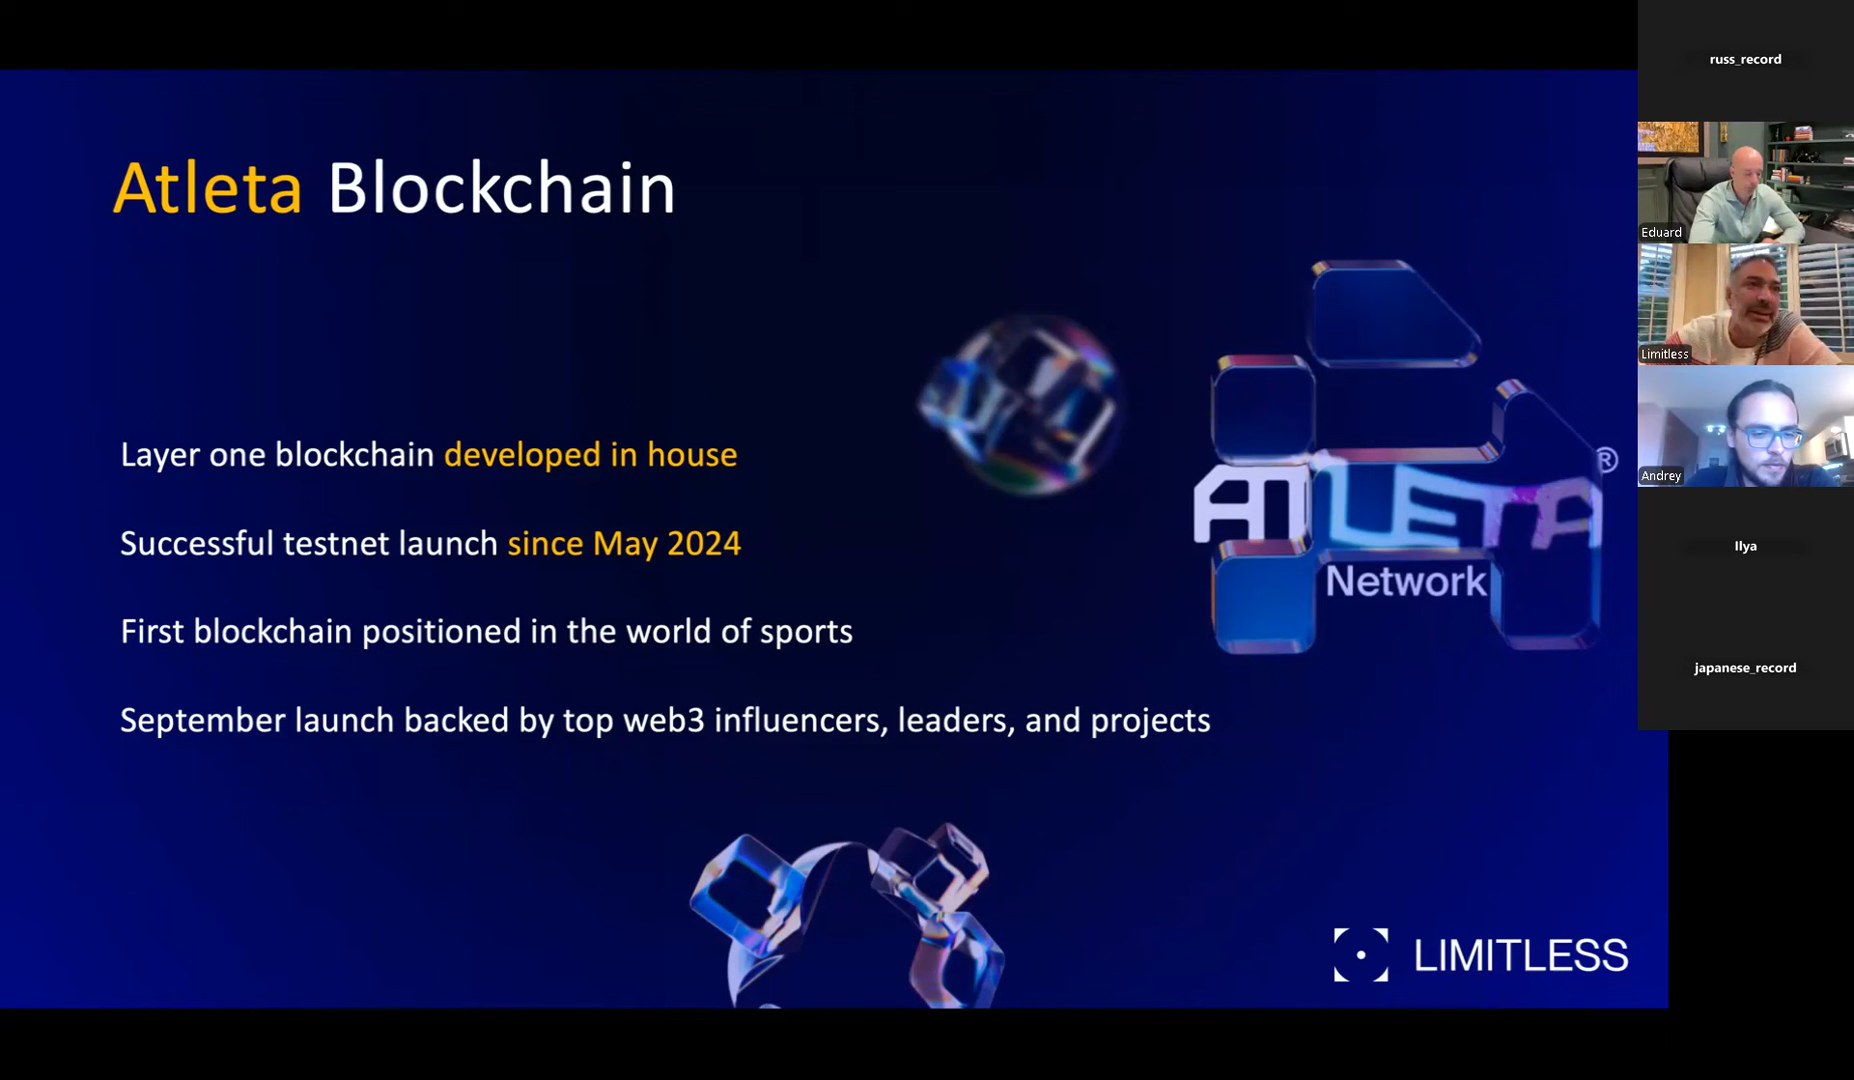 Atleta Blockchain
Layer one blockchain developed in house
Successful testnet launch since May 2024
First blockchain positioned in the world of sports
September launch backed by top web3 influencers, leaders, and projects
ATLETA ®
Network
LIMITLESS
russ_record
Eduard
Limitless
Andrey
Ilya
japanese_record